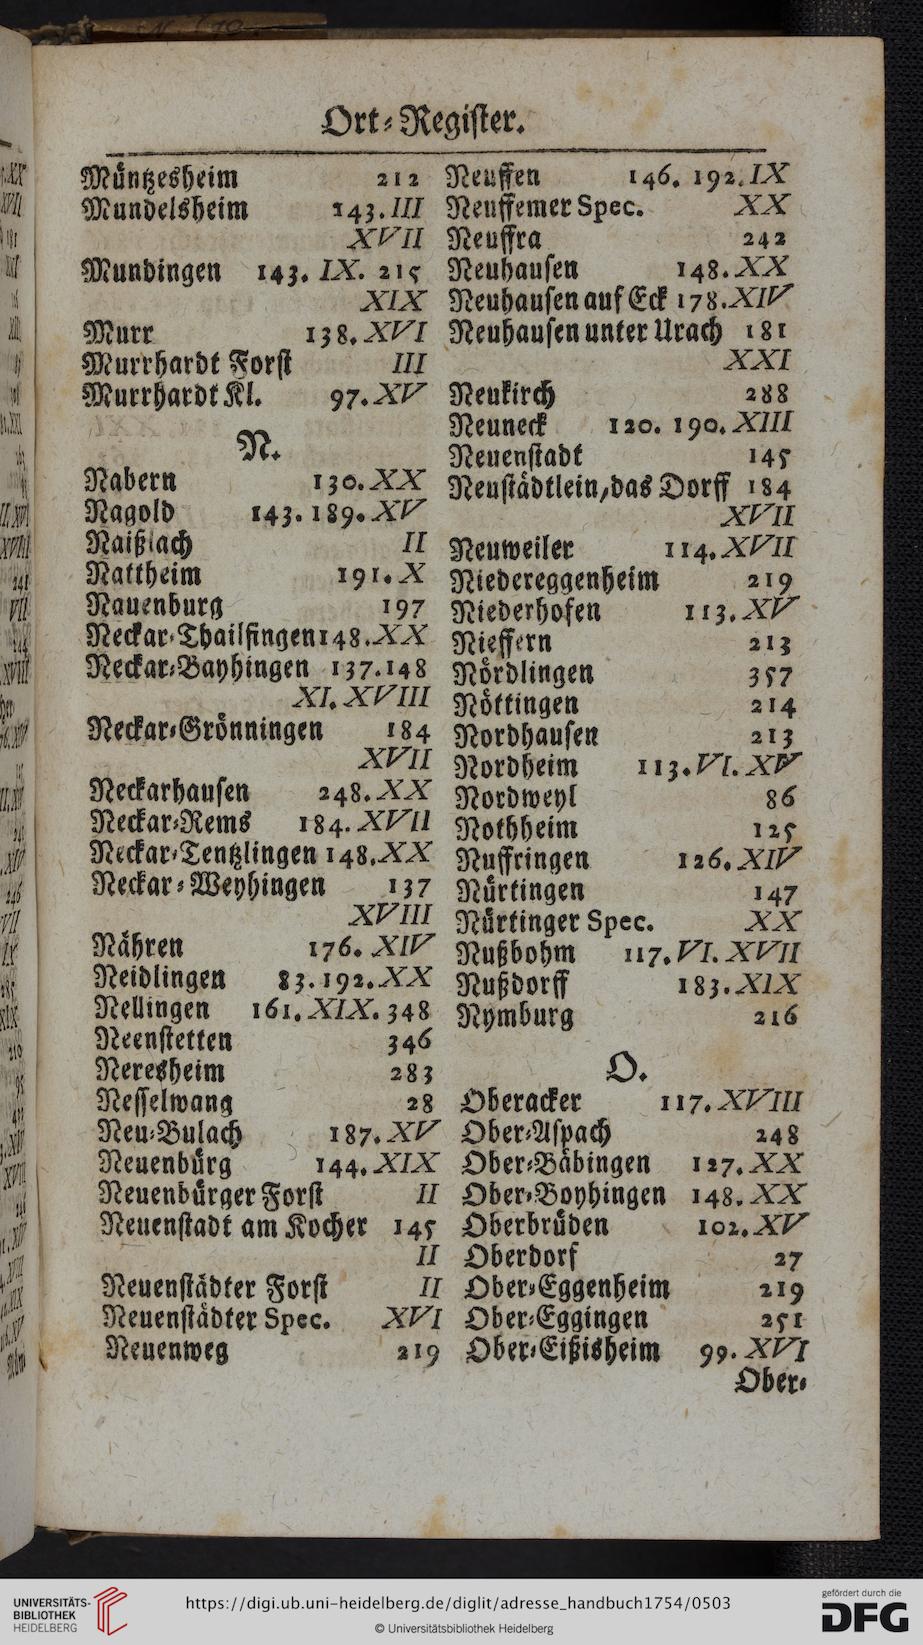 Ort-Register.
Müntzesheim 212
Mundelsheim 143. III
XVII
Mundingen 143. IX. 215
XIX
Murr 138. XVI
Murrhardt Forst III
Murrhardt Kl. 97. XV
N.
Nabern 130. XX
Nagold 143. 189. XV
Naißlach II
Nattheim 191. X
Nauenburg 197
Neckar-Thailfingen 148. XX
Neckar-Vayhingen 137. 148
XI. XVIII
Neckar-Grönningen 184
XVII
Neckarhausen 248. XX
Neckar-Rems 184. XVII
Neckar-Tentzlingen 148. XX
Neckar-Weyhingen 137
XVIII
Nähren 176. XIV
Neidlingen 83. 192. XX
Nellingen 161. XIX. 348
Neenstetten 346
Neresheim 283
Nesselwang 28
Neu-Bulach 187. XV
Neuenbürg 144. XIX
Neuenbürger Forst II
Neuenstadt am Kocher 145
II
Neuenstädter Forst II
Neuenstädter Spec. XVI
Neuenweg 219
Neuffen 146. 192. IX
Neuffemer Spec. XX
Neuffra 242
Neuhausen 148. XX
Neuhausen auf Eck 178. XIV
Neuhausen unter Urach 181
XXI
Neukirch 288
Neuneck 120. 190. XIII
Neuenstadt 145
Neustädtlein, das Dorff 184
XVII
Neuweiler 114. XVII
Niedereggenheim 219
Niederhofen 113. XV
Nieffern 213
Nördlingen 357
Nöttingen 214
Nordhausen 213
Nordheim 113. VI. XV
Nordweyl 86
Nothheim 125
Nuffringen 126. XIV
Nürtingen 147
Nürtinger Spec. XX
Nußbohm 117. VI. XVII
Nußdorff 183. XIX
Nymburg 216
O.
Oberacker 117. XVIII
Ober-Aspach 248
Ober-Bäbingen 127. XX
Ober-Boyhingen 148. XX
Oberbrüden 102. XV
Oberdorf 27
Ober-Eggenheim 219
Ober-Eggingen 251
Ober-Eißisheim 99. XVI
Ober-
UNIVERSITÄTS-
BIBLIOTHEK
HEIDELBERG
https://digi.ub.uni-heidelberg.de/diglit/adresse_handbuch1754/0503
© Universitätsbibliothek Heidelberg
gefördert durch die
DFG